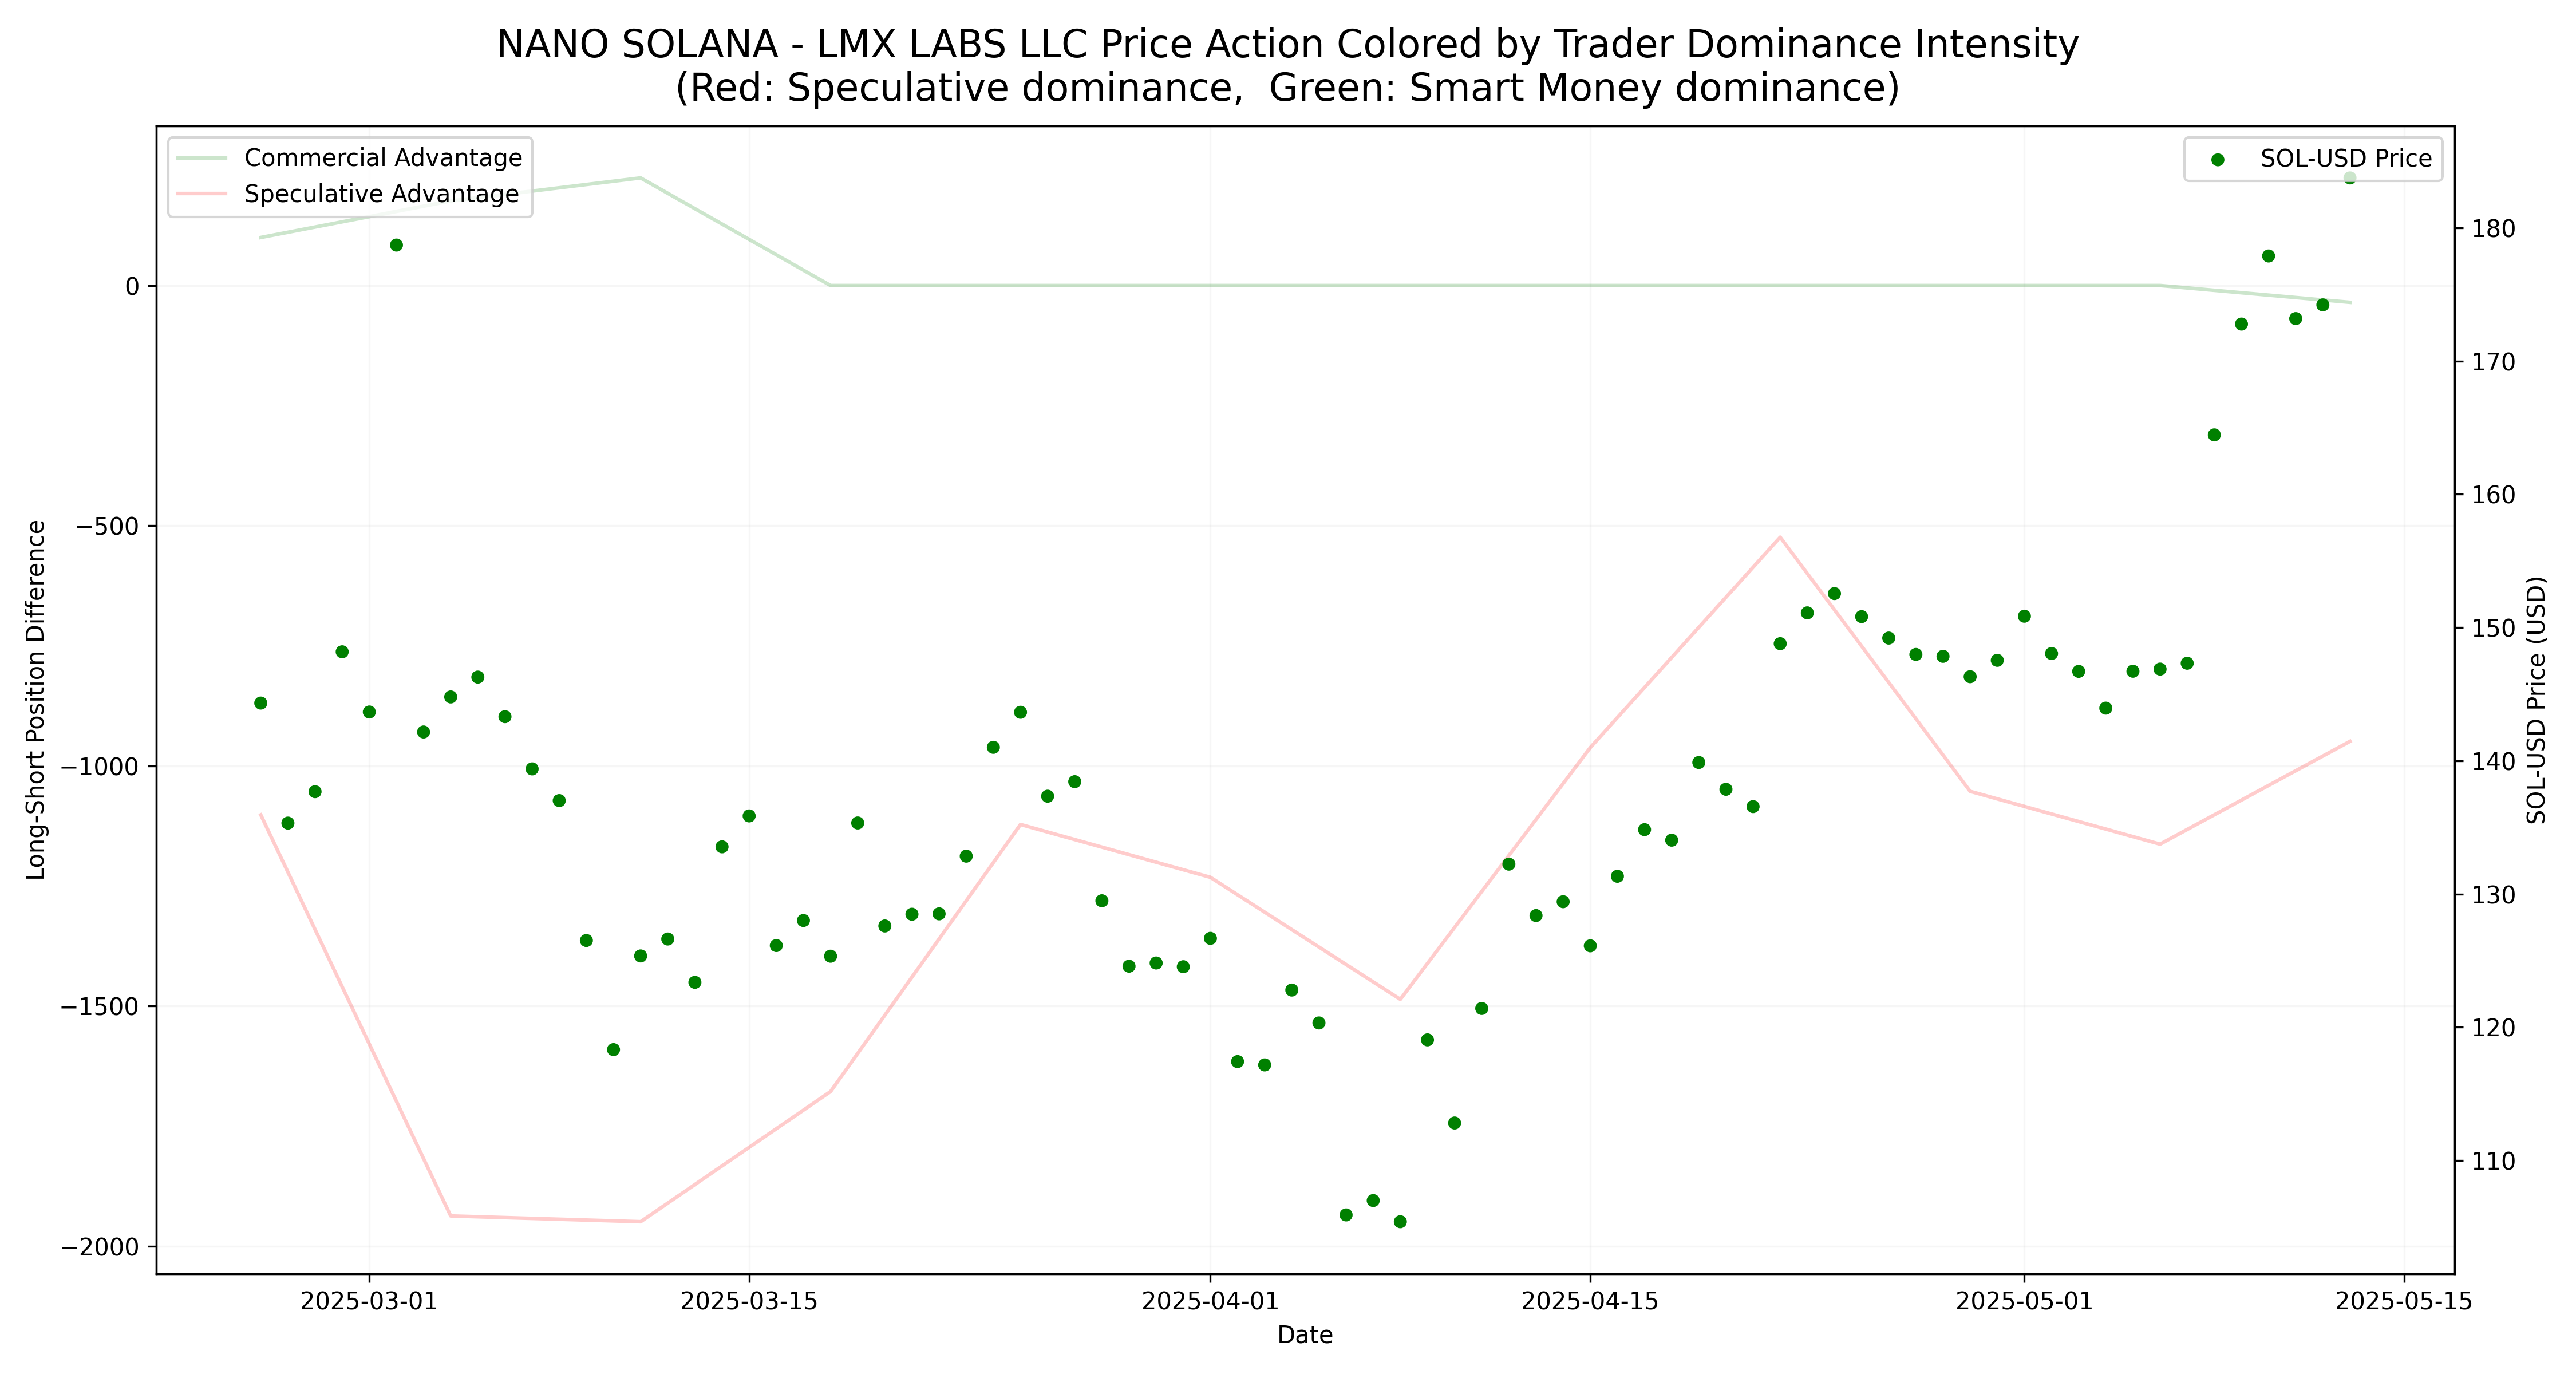 NANO SOLANA - LMX LABS LLC Price Action Colored by Trader Dominance Intensity
(Red: Speculative dominance,  Green: Smart Money dominance)
Commercial Advantage
Speculative Advantage
SOL-USD Price
Long-Short Position Difference
0
−500
−1000
−1500
−2000
SOL-USD Price (USD)
180
170
160
150
140
130
120
110
2025-03-01
2025-03-15
2025-04-01
2025-04-15
2025-05-01
2025-05-15
Date